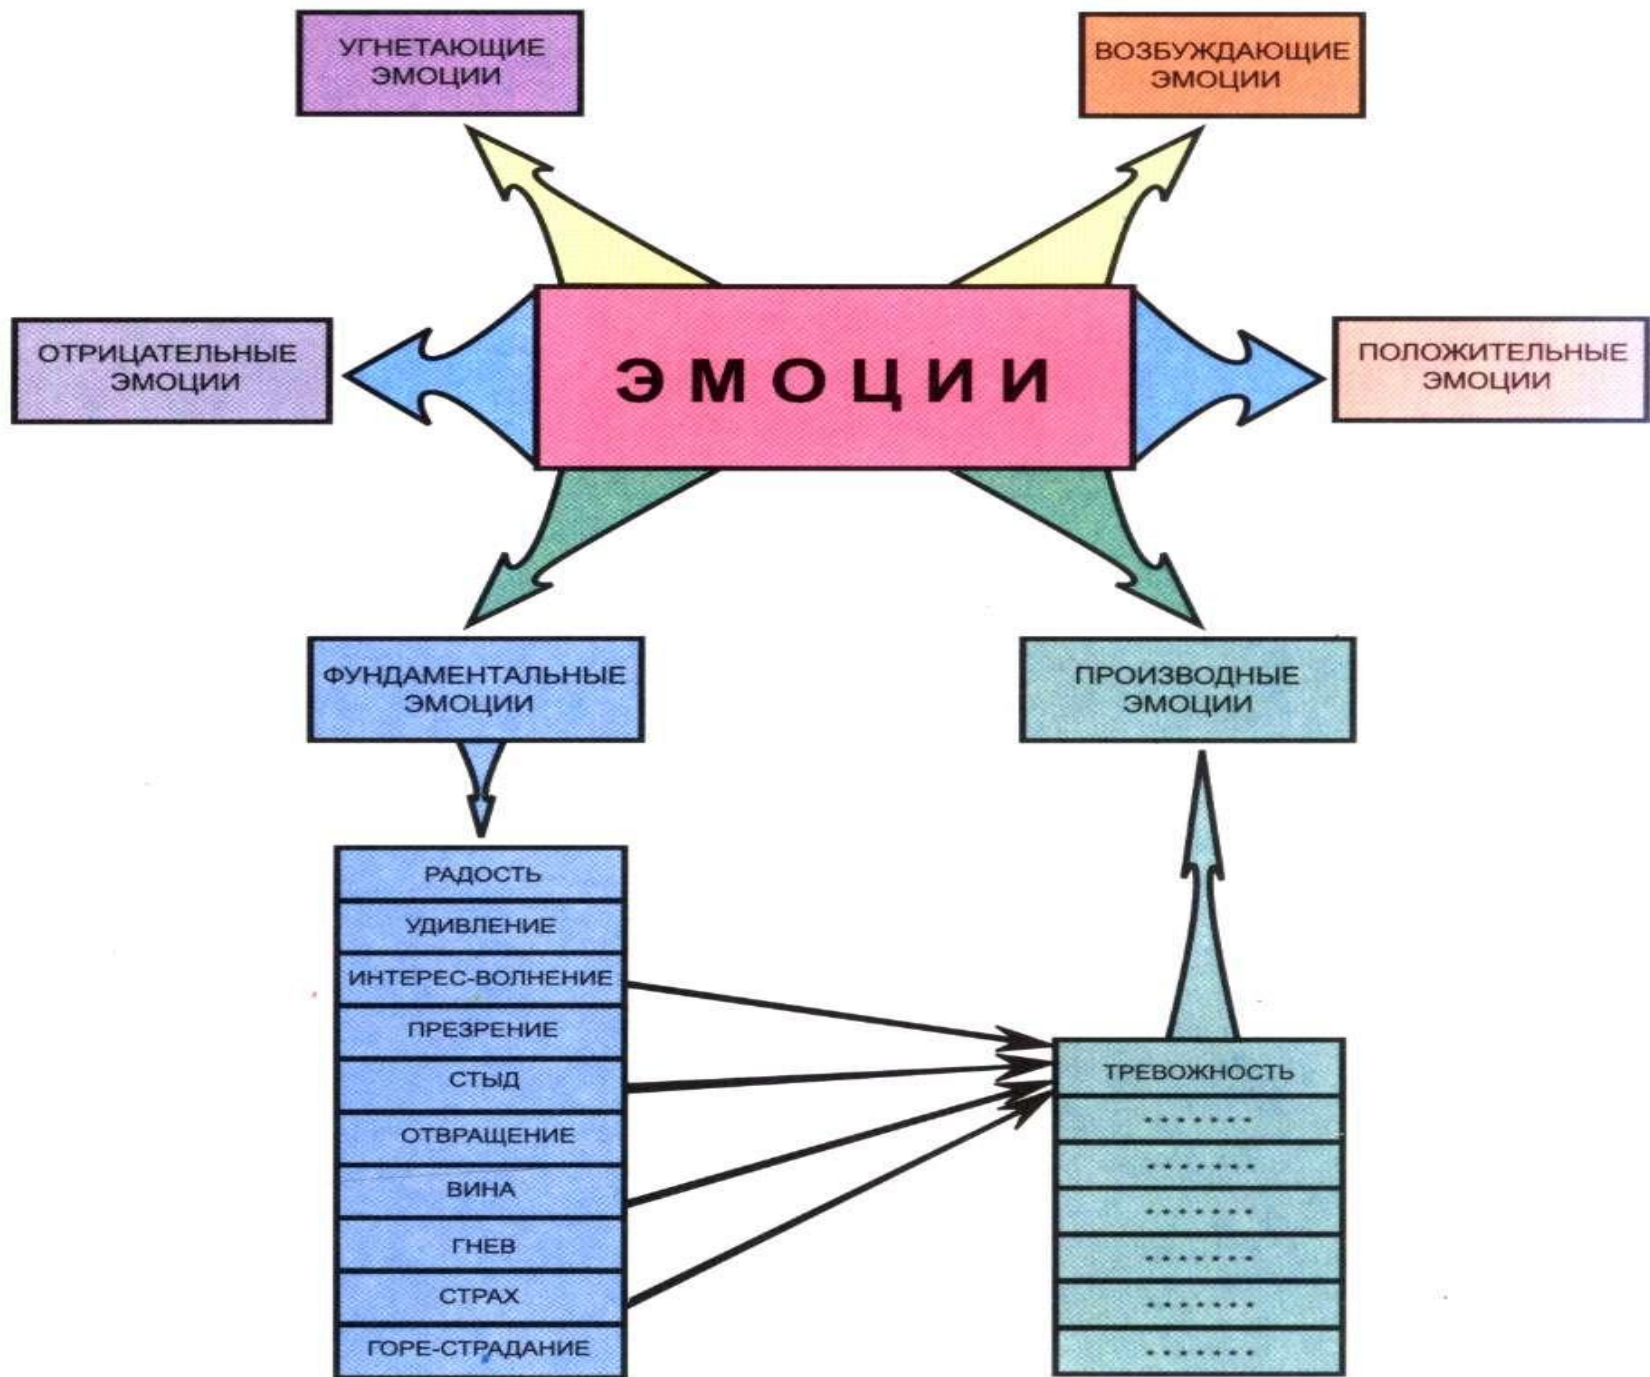 УГНЕТАЮЩИЕ
ЭМОЦИИ
ВОЗБУЖДАЮЩИЕ
ЭМОЦИИ
ОТРИЦАТЕЛЬНЫЕ
ЭМОЦИИ
ЭМОЦИИ
ПОЛОЖИТЕЛЬНЫЕ
ЭМОЦИИ
ФУНДАМЕНТАЛЬНЫЕ
ЭМОЦИИ
ПРОИЗВОДНЫЕ
ЭМОЦИИ
РАДОСТЬ
УДИВЛЕНИЕ
ИНТЕРЕС-ВОЛНЕНИЕ
ПРЕЗРЕНИЕ
СТЫД
ОТВРАЩЕНИЕ
ВИНА
ГНЕВ
СТРАХ
ГОРЕ-СТРАДАНИЕ
ТРЕВОЖНОСТЬ
.......
.......
.......
.......
.......
.......